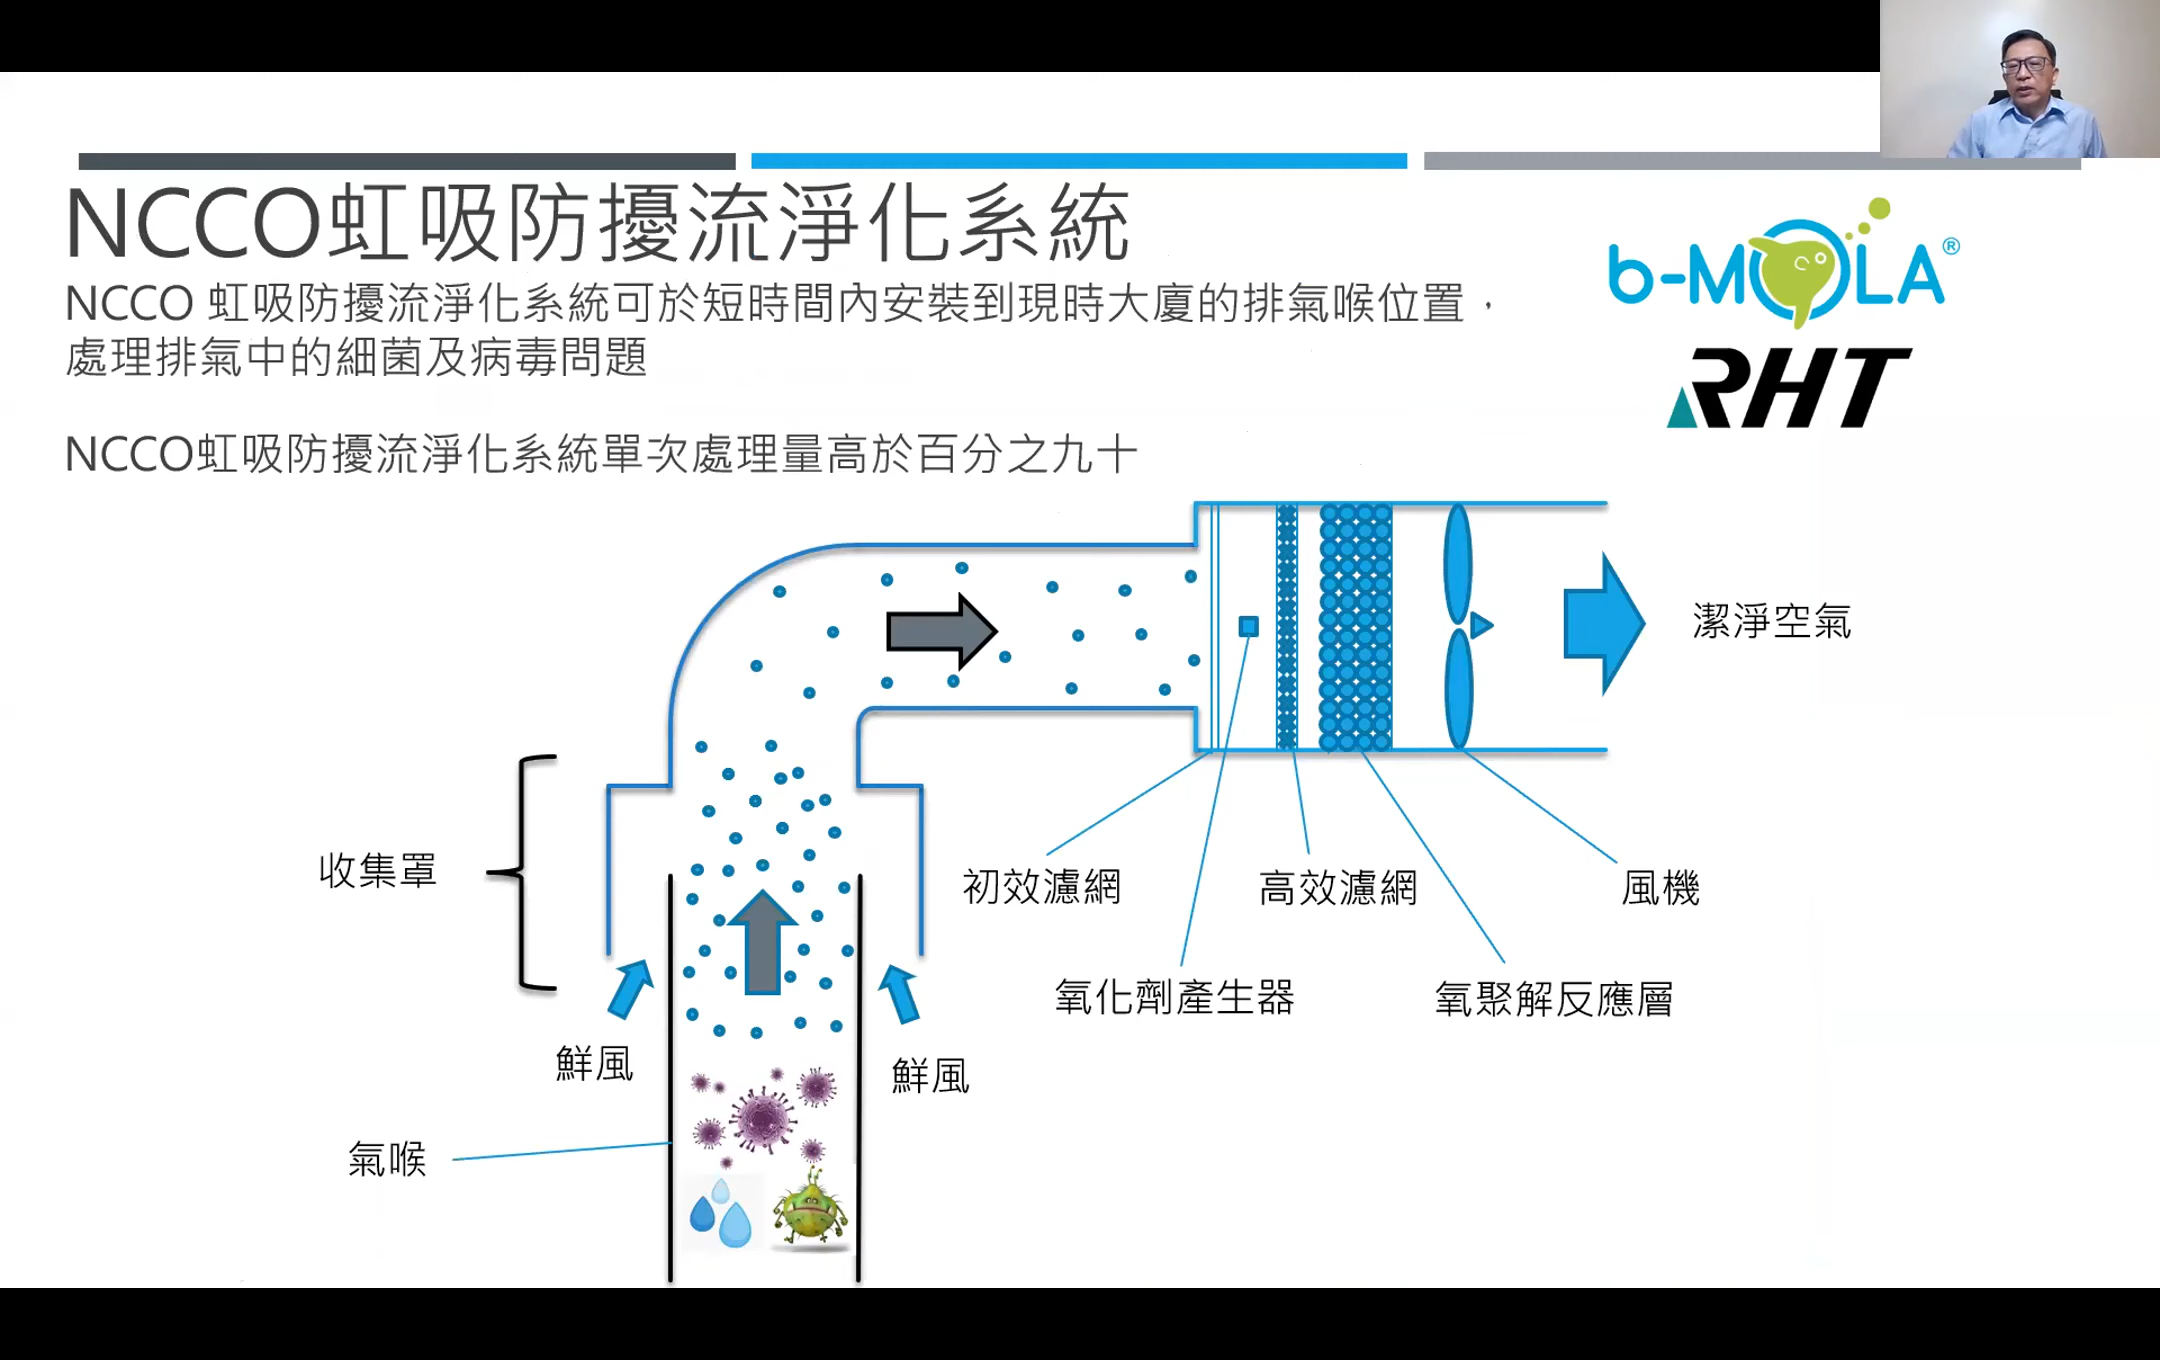 NCCO虹吸防擾流淨化系統
NCCO 虹吸防擾流淨化系統可於短時間內安裝到現時大廈的排氣喉位置，
處理排氣中的細菌及病毒問題
NCCO虹吸防擾流淨化系統單次處理量高於百分之九十
b-MOLA®
RHT
潔淨空氣
收集罩
初效濾網
高效濾網
風機
氧化劑產生器
氧聚解反應層
鮮風
鮮風
氣喉